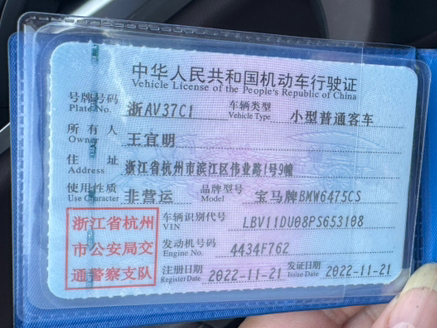 中华人民共和国机动车行驶证
Vehicle License of the People's Republic of China
号牌号码 浙AV37C1 车辆类型 小型普通客车
Plate No. Vehicle Type
所有人 王宜明
Owner
住址 浙江省杭州市滨江区伟业路1号9幢
Address
使用性质 非营运 品牌型号 宝马牌BMW6475CS
Use Character Model
浙江省杭州
市公安局交
通警察支队
车辆识别代号 LBV11DU08PS653108
VIN
发动机号码 4434F762
Engine No.
注册日期 2022-11-21 发证日期 2022-11-21
Register Date Issue Date